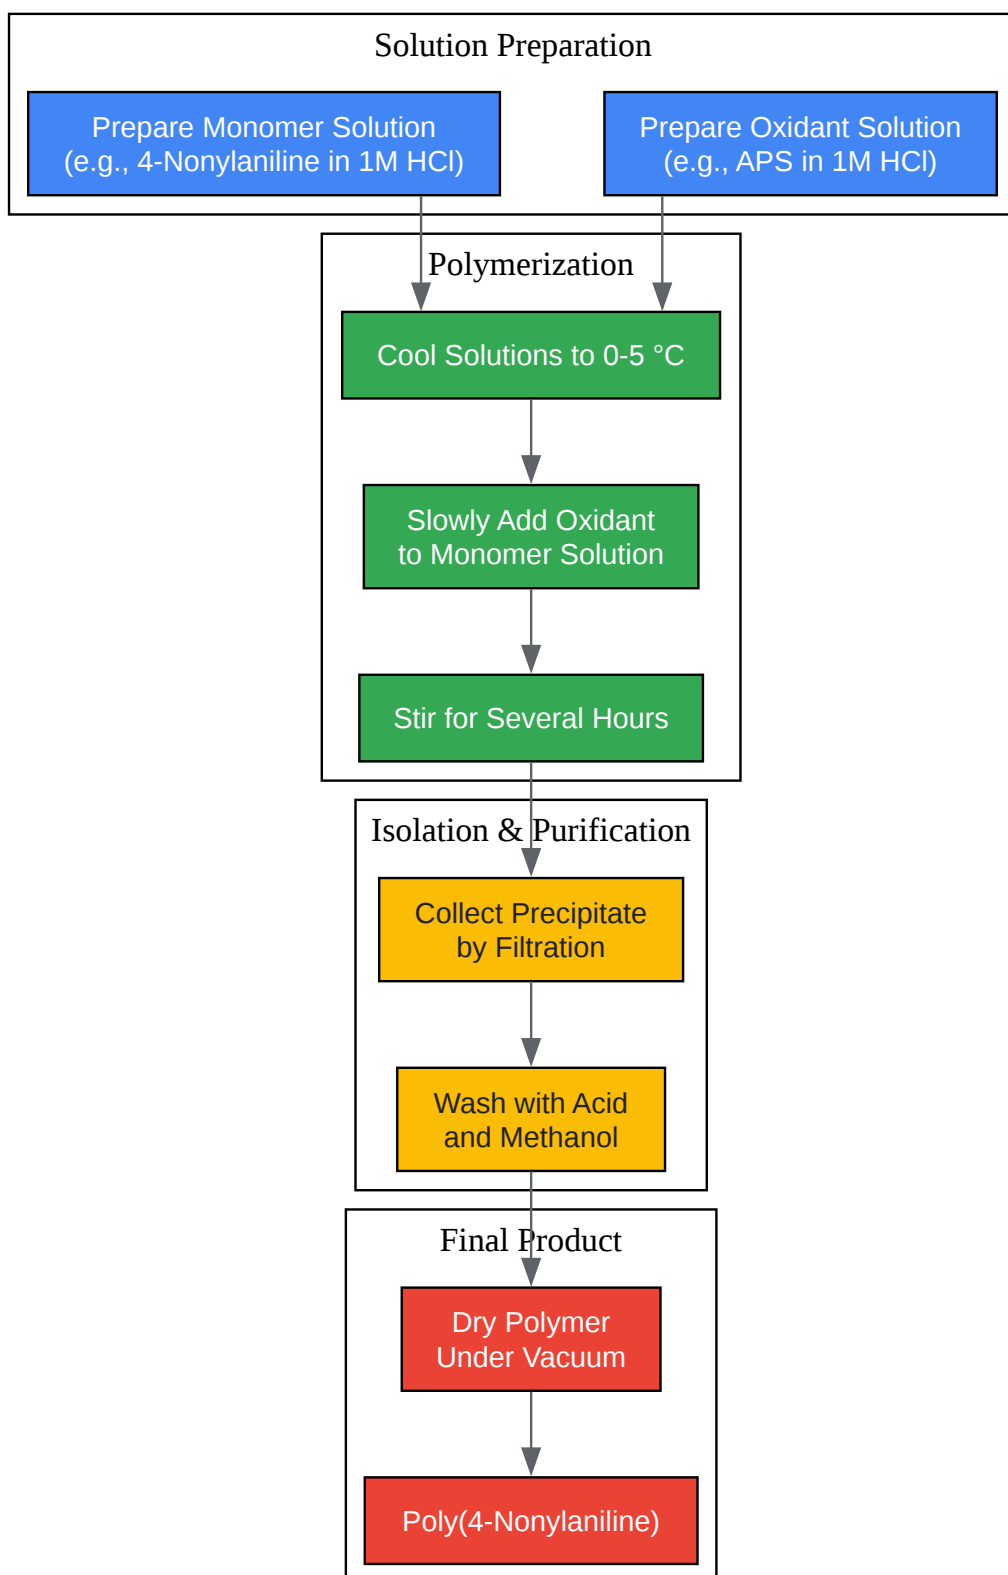 Solution Preparation
Prepare Monomer Solution
(e.g., 4-Nonylaniline in 1M HCl)
Prepare Oxidant Solution
(e.g., APS in 1M HCl)
Polymerization
Cool Solutions to 0-5 °C
Slowly Add Oxidant
to Monomer Solution
Stir for Several Hours
Isolation & Purification
Collect Precipitate
by Filtration
Wash with Acid
and Methanol
Final Product
Dry Polymer
Under Vacuum
Poly(4-Nonylaniline)